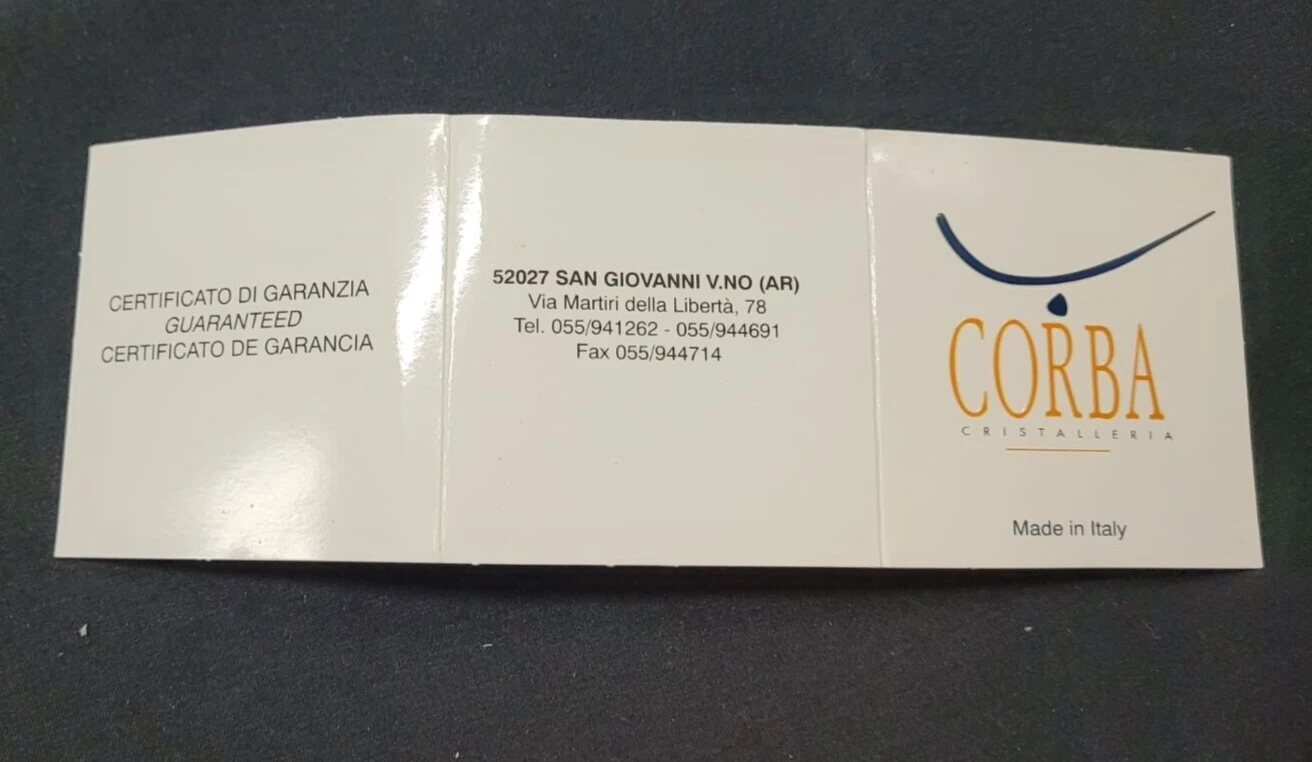 CERTIFICATO DI GARANZIA
GUARANTEED
CERTIFICATO DE GARANCIA
52027 SAN GIOVANNI V.NO (AR)
Via Martiri della Libertà, 78
Tel. 055/941262 - 055/944691
Fax 055/944714
CORBA
CRISTALLERIA
Made in Italy